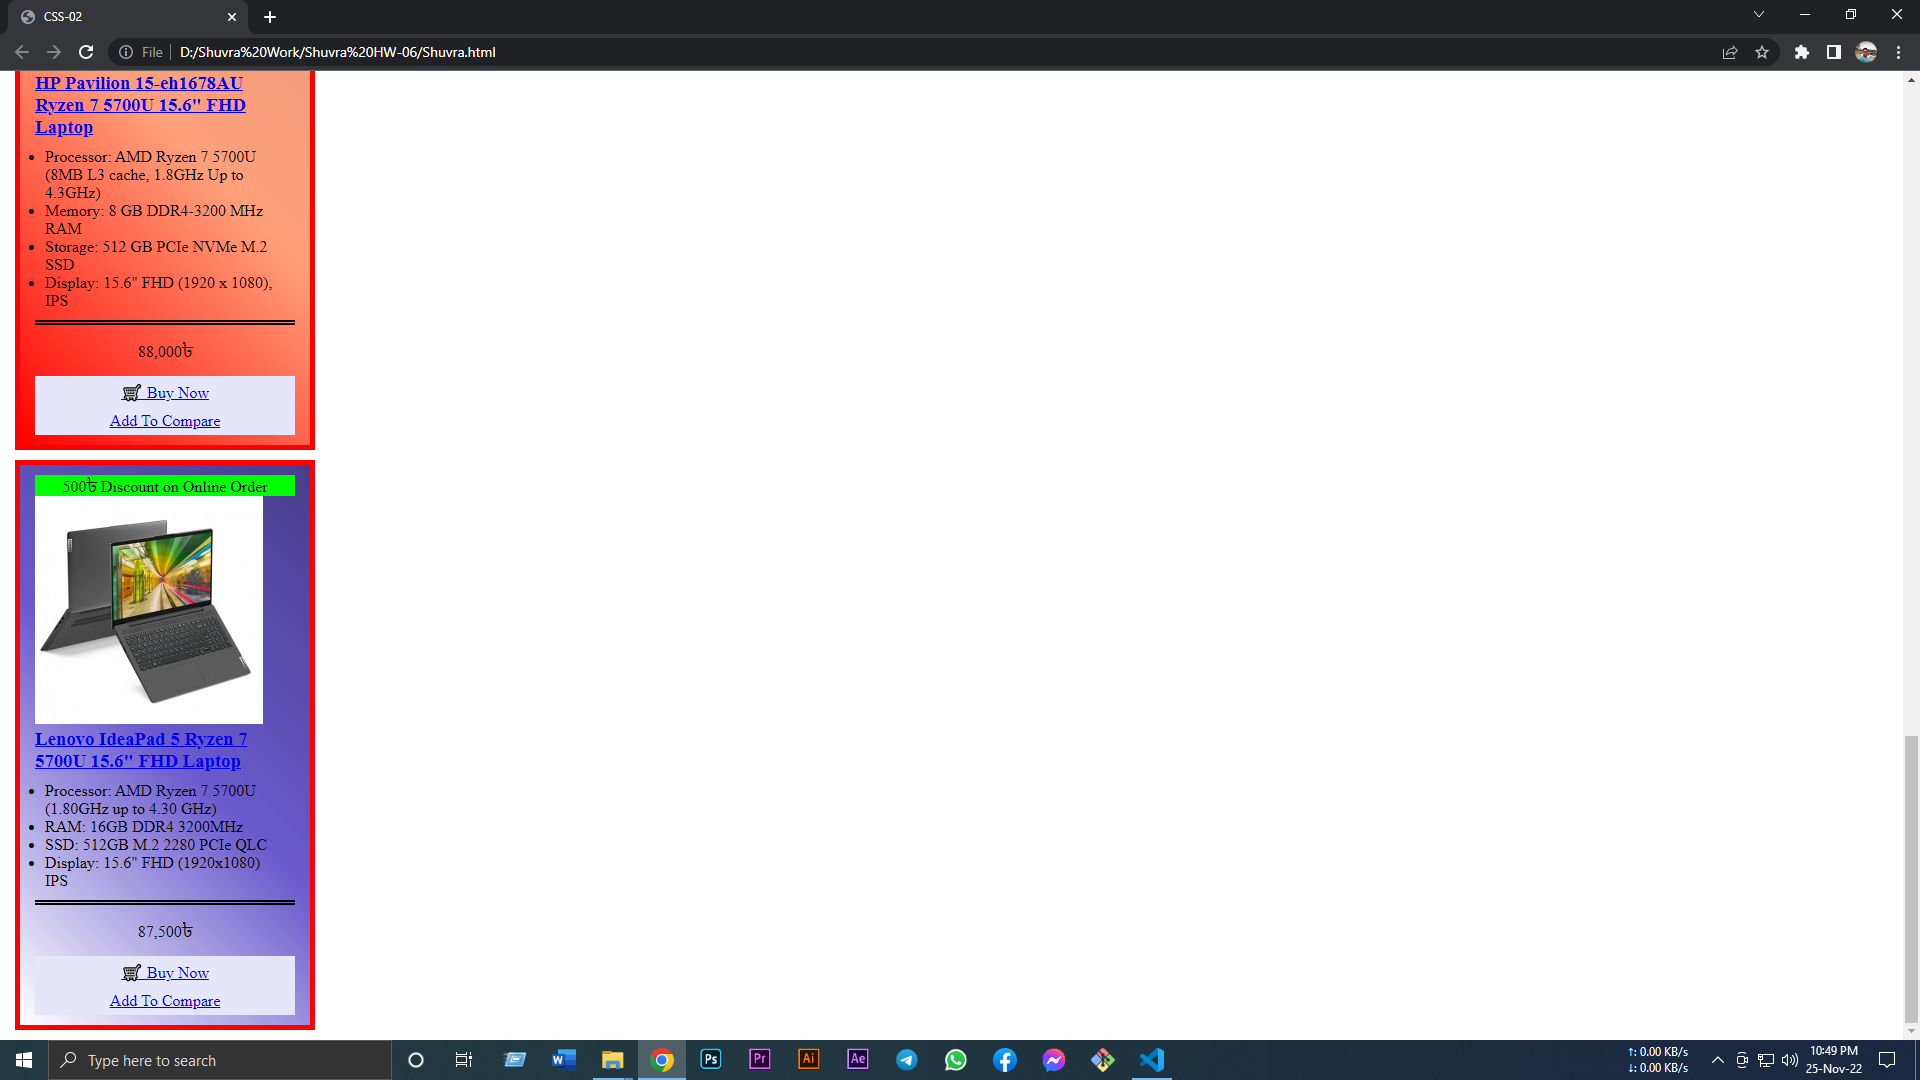 CSS-02
File
D:/Shuvra%20Work/Shuvra%20HW-06/Shuvra.html
HP Pavilion 15-eh1678AU
Ryzen 7 5700U 15.6" FHD
Laptop
Processor: AMD Ryzen 7 5700U
(8MB L3 cache, 1.8GHz Up to
4.3GHz)
Memory: 8 GB DDR4-3200 MHz
RAM
Storage: 512 GB PCIe NVMe M.2
SSD
Display: 15.6" FHD (1920 x 1080),
IPS
88,000৳
Buy Now
Add To Compare
500৳ Discount on Online Order
Lenovo IdeaPad 5 Ryzen 7
5700U 15.6" FHD Laptop
Processor: AMD Ryzen 7 5700U
(1.80GHz up to 4.30 GHz)
RAM: 16GB DDR4 3200MHz
SSD: 512GB M.2 2280 PCIe QLC
Display: 15.6" FHD (1920x1080)
IPS
87,500৳
Buy Now
Add To Compare
Type here to search
W
Ps
Pr
Ai
Ae
↑: 0.00 KB/s
↓: 0.00 KB/s
10:49 PM
25-Nov-22